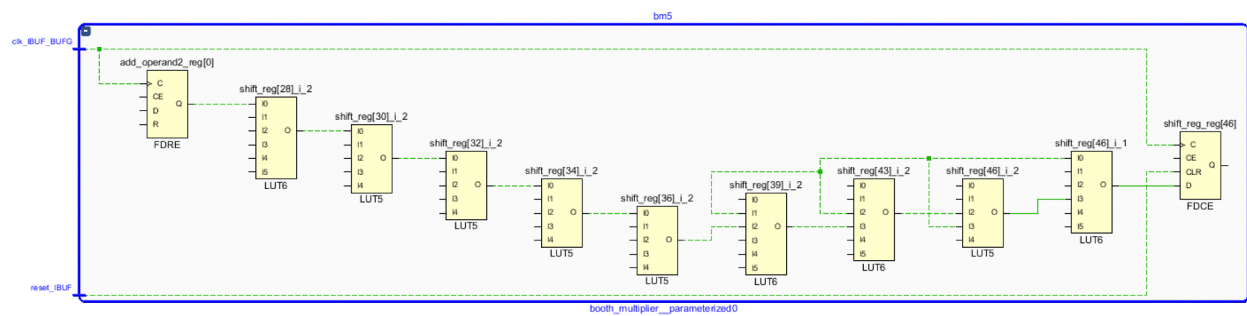 bm5
clk_IBUF_BUFG
add_operand2_reg[0]
C
CE
D
R
Q
FDRE
shift_reg[28]_i_2
I0
I1
I2
I3
I4
I5
O
LUT6
shift_reg[30]_i_2
I0
I1
I2
I3
I4
O
LUT5
shift_reg[32]_i_2
I0
I1
I2
I3
I4
O
LUT5
shift_reg[34]_i_2
I0
I1
I2
I3
I4
O
LUT5
shift_reg[36]_i_2
I0
I1
I2
I3
I4
O
LUT5
shift_reg[39]_i_2
I0
I1
I2
I3
I4
I5
O
LUT6
shift_reg[43]_i_2
I0
I1
I2
I3
I4
I5
O
LUT6
shift_reg[46]_i_2
I0
I1
I2
I3
I4
O
LUT5
shift_reg[46]_i_1
I0
I1
I2
I3
I4
I5
O
LUT6
shift_reg_reg[46]
C
CE
CLR
D
Q
FDCE
reset_IBUF
booth_multiplier__parameterized0